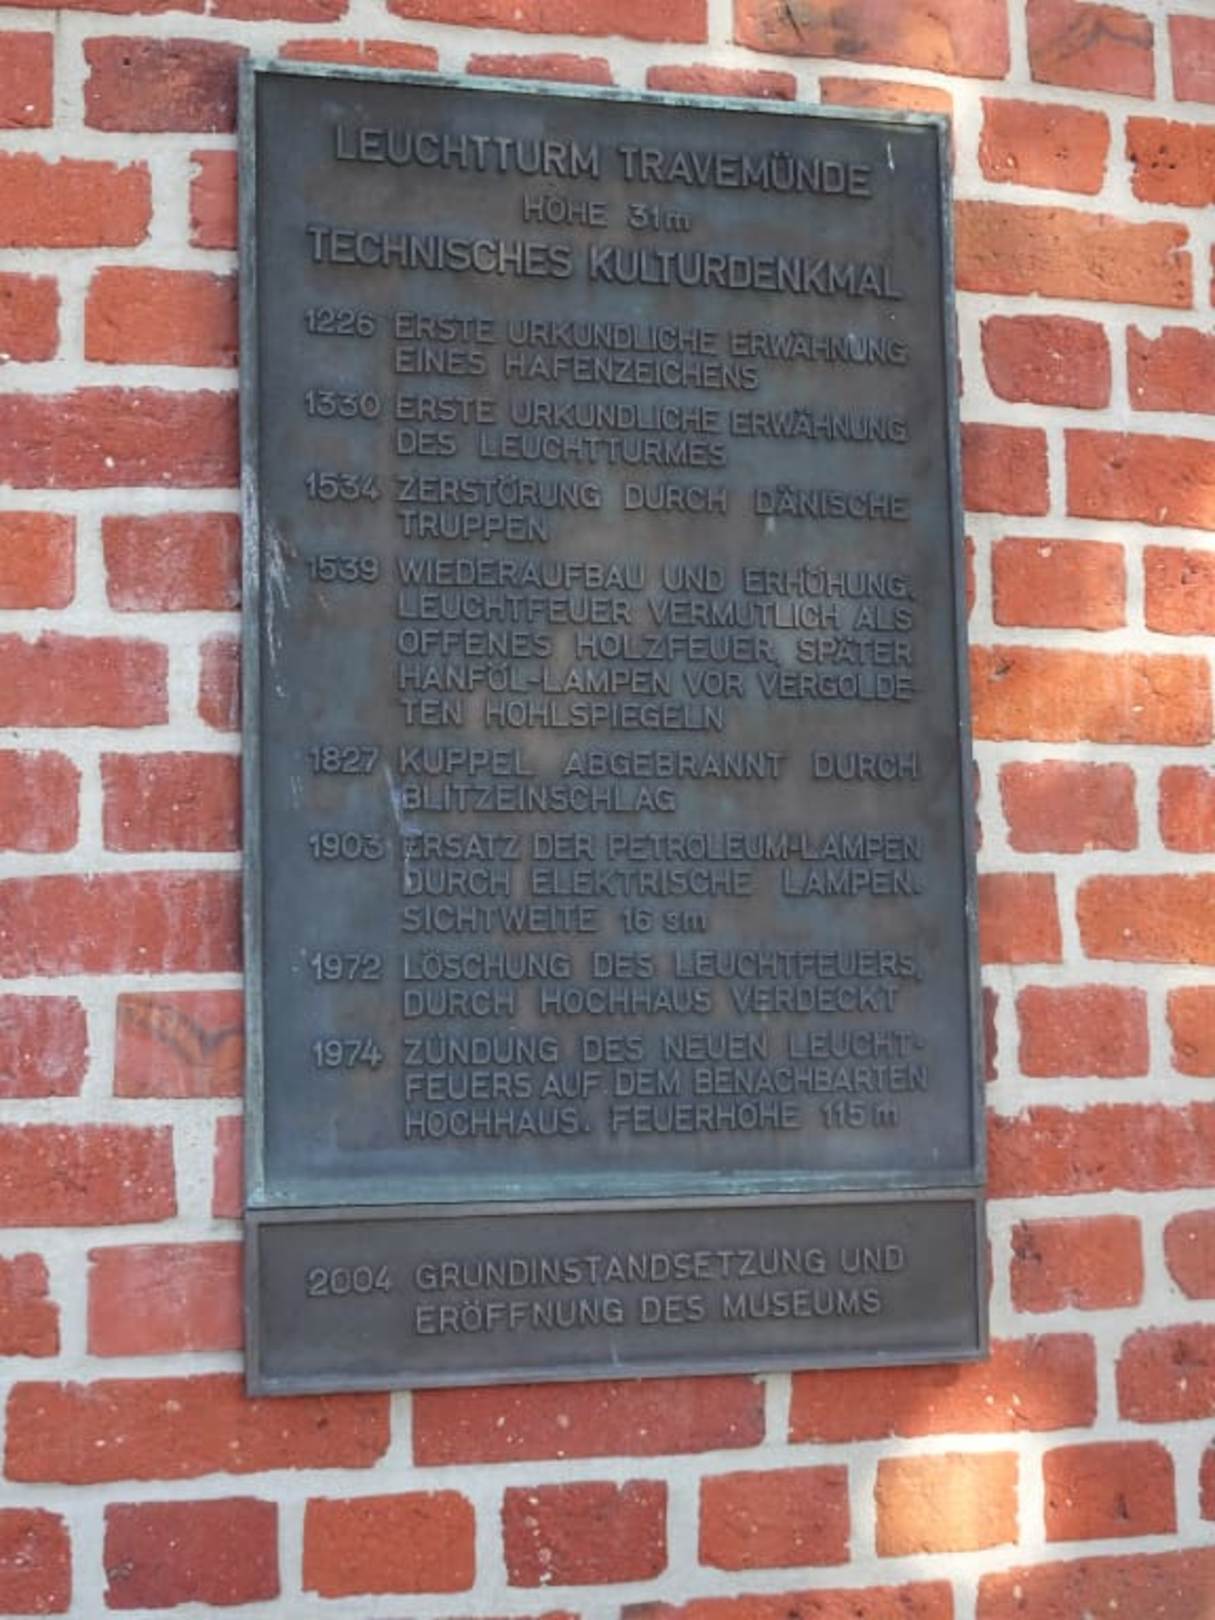 LEUCHTTURM TRAVEMÜNDE
HÖHE 31m
TECHNISCHES KULTURDENKMAL
1226 ERSTE URKUNDLICHE ERWÄHNUNG
EINES HAFENZEICHENS
1330 ERSTE URKUNDLICHE ERWÄHNUNG
DES LEUCHTTURMES
1534 ZERSTÖRUNG DURCH DÄNISCHE
TRUPPEN
1539 WIEDERAUFBAU UND ERHÖHUNG.
LEUCHTFEUER VERMUTLICH ALS
OFFENES HOLZFEUER, SPÄTER
HANFÖL-LAMPEN VOR VERGOLDE-
TEN HOHLSPIEGELN
1827 KUPPEL ABGEBRANNT DURCH
BLITZEINSCHLAG
1903 ERSATZ DER PETROLEUM-LAMPEN
DURCH ELEKTRISCHE LAMPEN.
SICHTWEITE 16 sm
1972 LÖSCHUNG DES LEUCHTFEUERS,
DURCH HOCHHAUS VERDECKT
1974 ZÜNDUNG DES NEUEN LEUCHT-
FEUERS AUF DEM BENACHBARTEN
HOCHHAUS. FEUERHÖHE 115 m
2004 GRUNDINSTANDSETZUNG UND
ERÖFFNUNG DES MUSEUMS